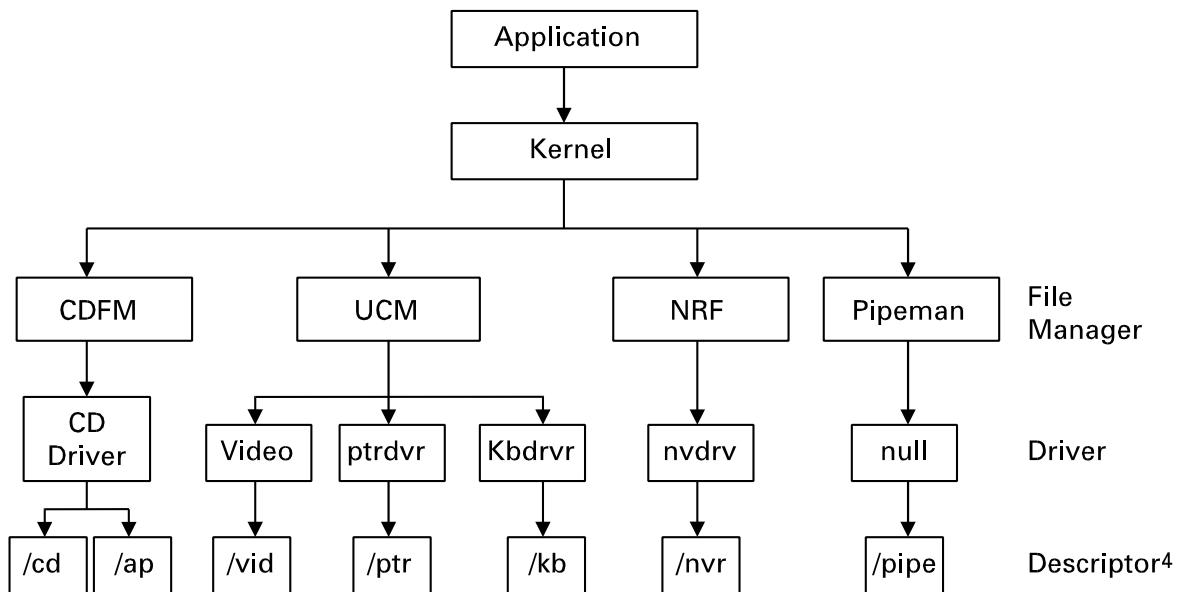 Application
Kernel
CDFM
UCM
NRF
Pipeman
File
Manager
CD
Driver
Video
ptrdvr
Kbdrvr
nvdrv
null
Driver
/cd
/ap
/vid
/ptr
/kb
/nvr
/pipe
Descriptor4